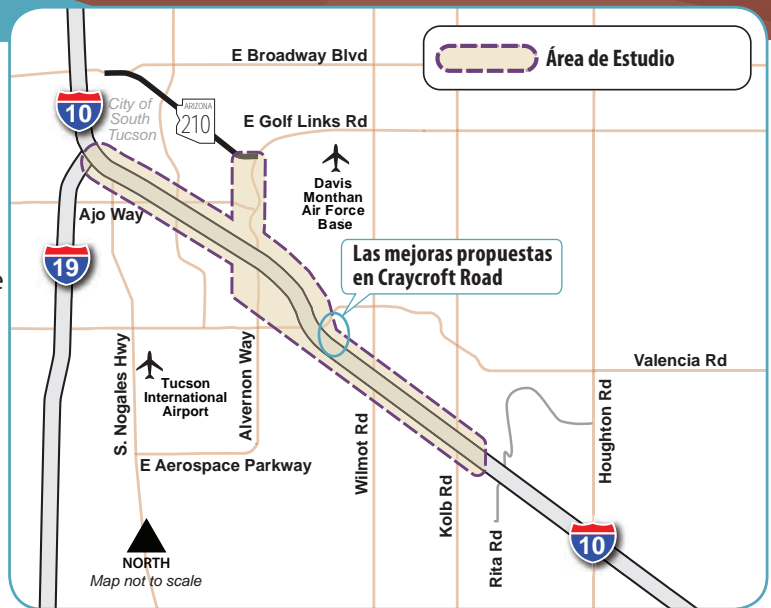 E Broadway Blvd
Área de Estudio
10
City of
South
Tucson
ARIZONA
210
E Golf Links Rd
Davis
Monthan
Air Force
Base
Ajo Way
19
e
Las mejoras propuestas
en Craycroft Road
S. Nogales Hwy
Tucson
International
Airport
Alvernon Way
Valencia Rd
E Aerospace Parkway
Wilmot Rd
Kolb Rd
Rita Rd
Houghton Rd
10
NORTH
Map not to scale